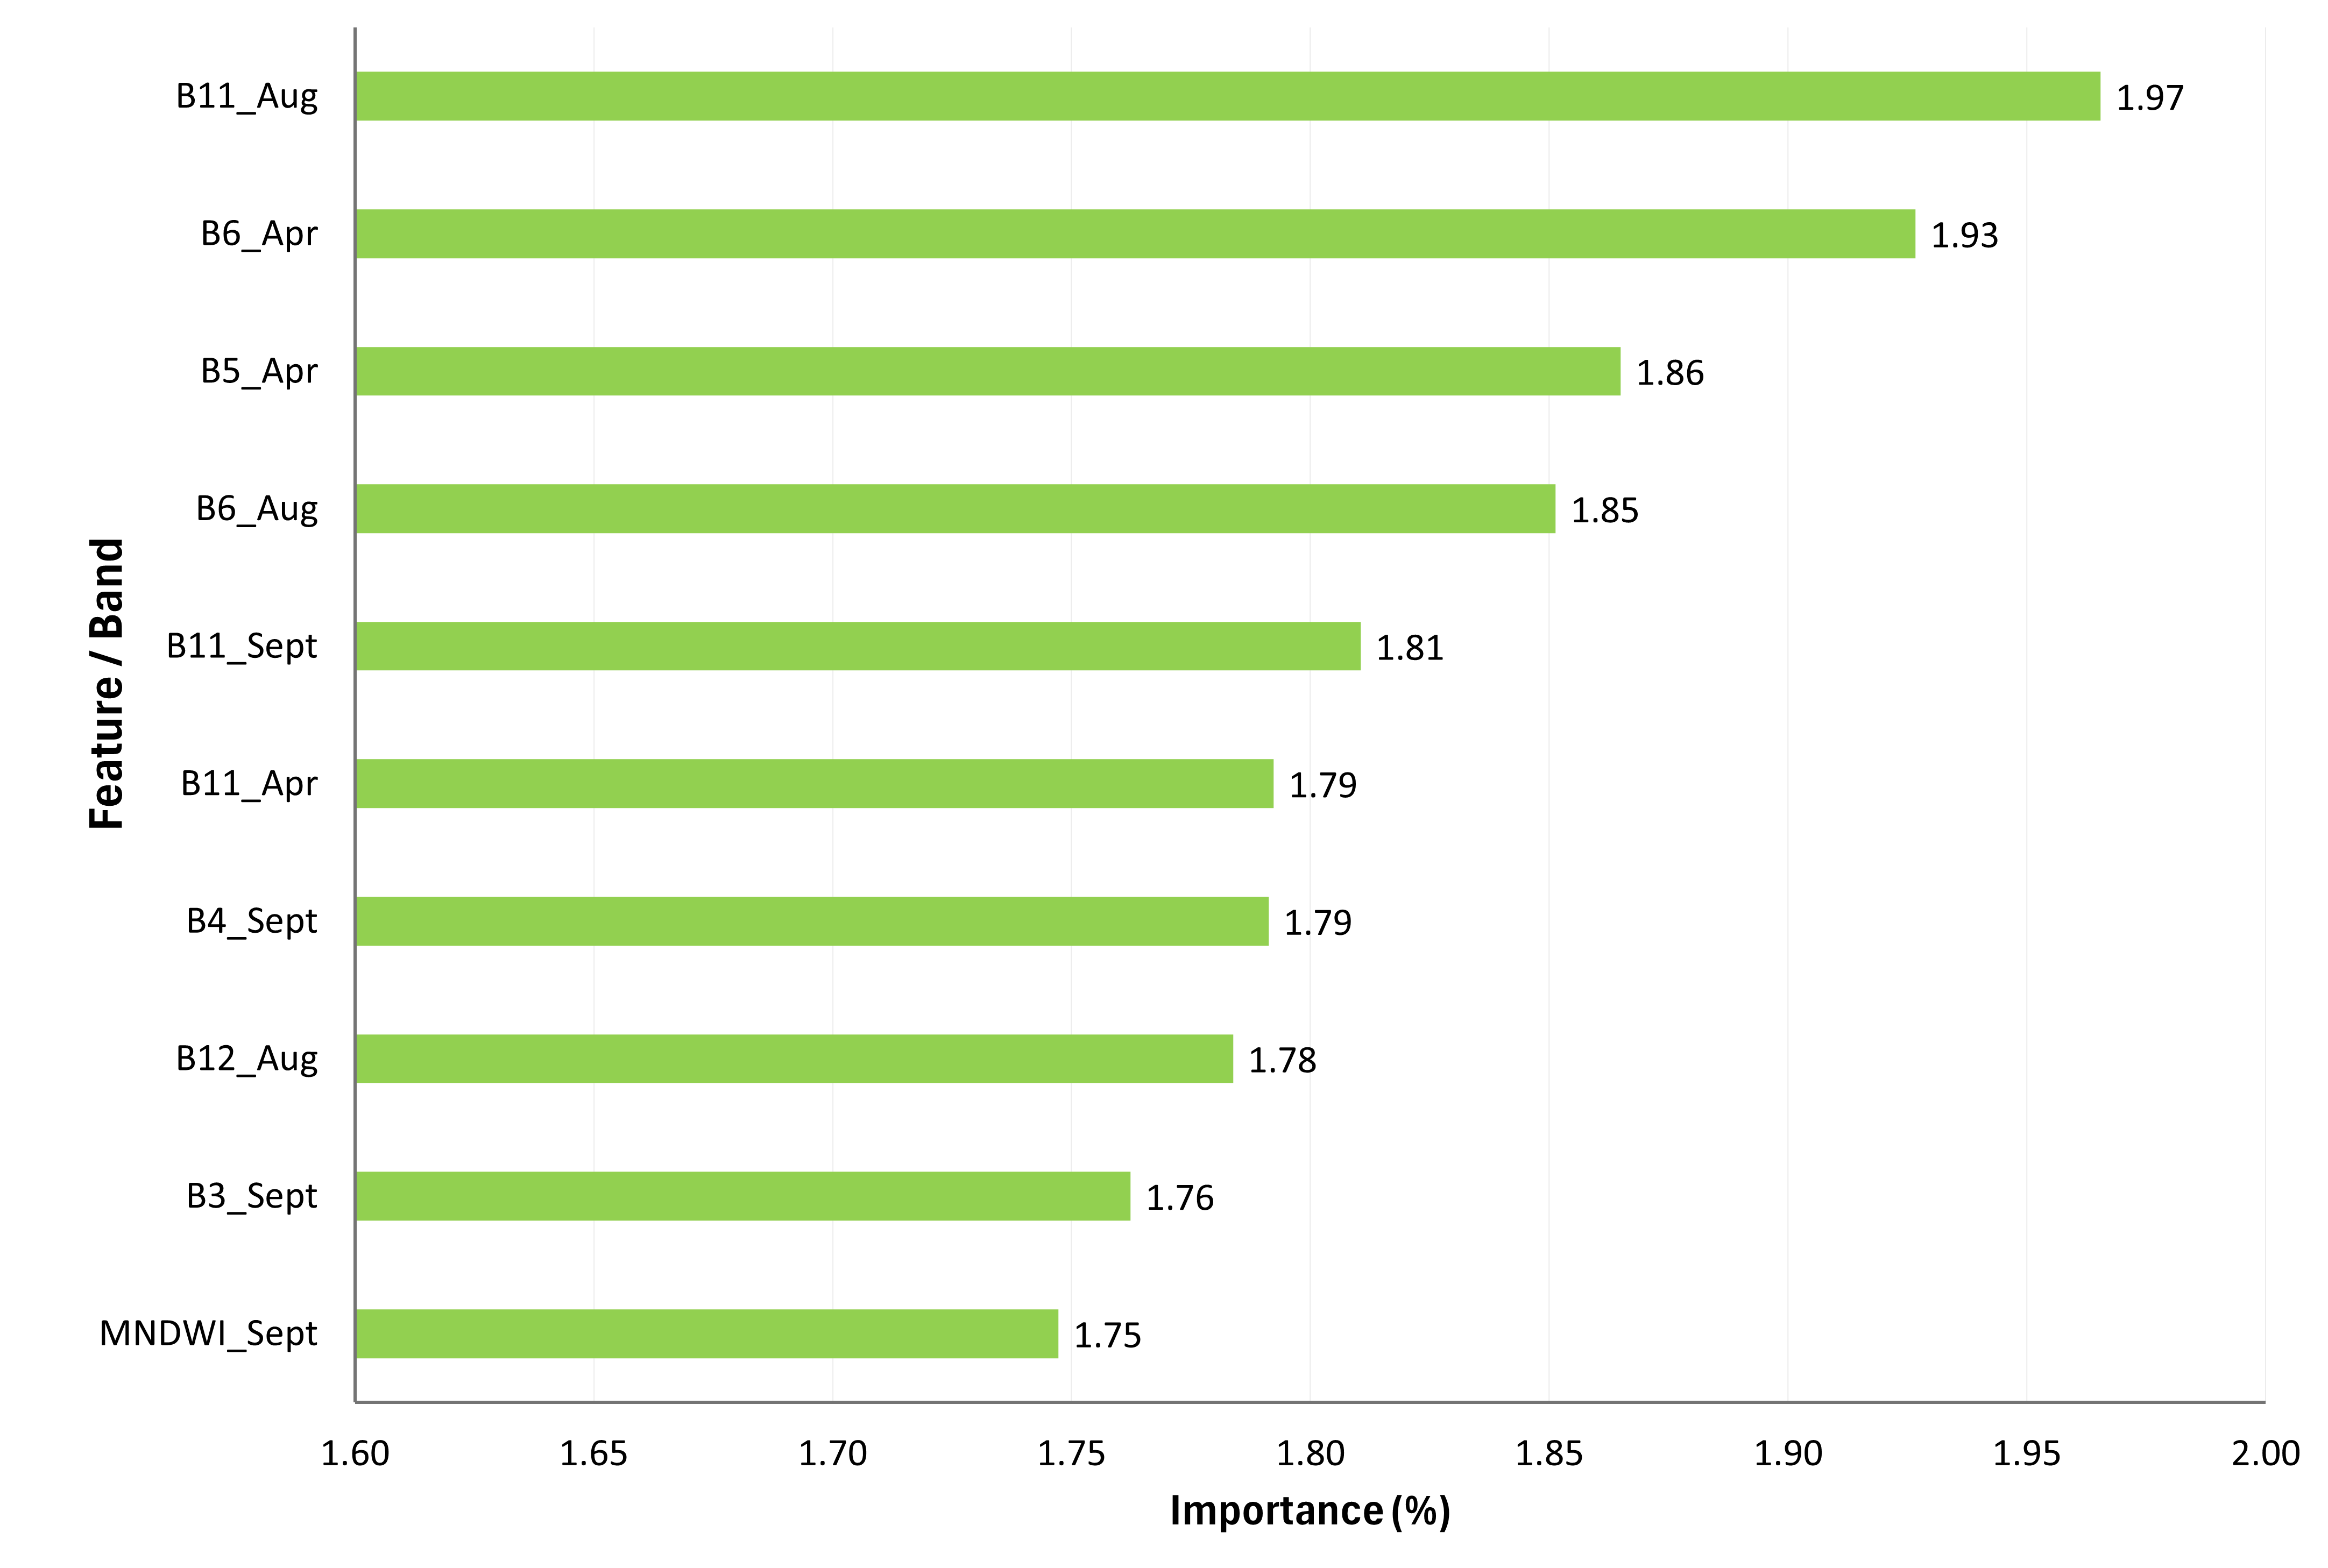 Feature / Band
B11_Aug 1.97
B6_Apr 1.93
B5_Apr 1.86
B6_Aug 1.85
B11_Sept 1.81
B11_Apr 1.79
B4_Sept 1.79
B12_Aug 1.78
B3_Sept 1.76
MNDWI_Sept 1.75
1.60 1.65 1.70 1.75 1.80 1.85 1.90 1.95 2.00
Importance (%)